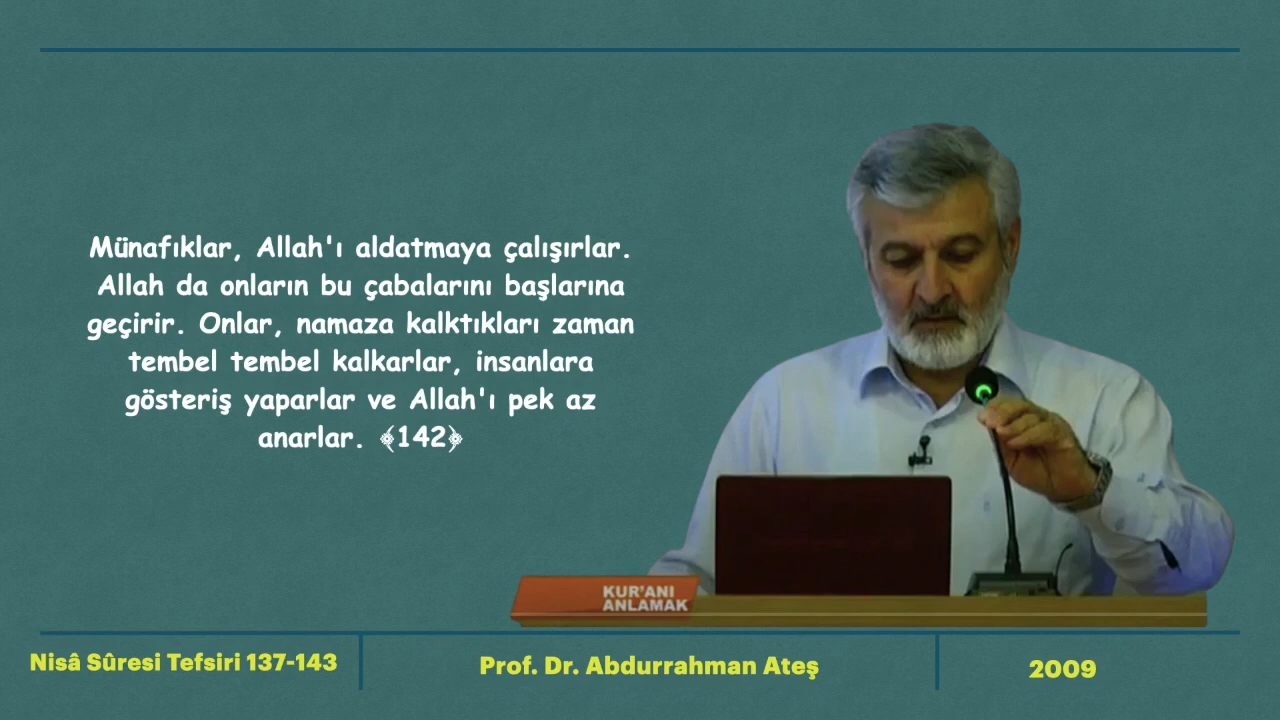 Münafıklar, Allah'ı aldatmaya çalışırlar.
Allah da onların bu çabalarını başlarına
geçirir. Onlar, namaza kalktıkları zaman
tembel tembel kalkarlar, insanlara
gösteriş yaparlar ve Allah'ı pek az
anarlar. ﴾142﴿
KUR'ANI
ANLAMAK
Nisâ Sûresi Tefsiri 137-143
Prof. Dr. Abdurrahman Ateş
2009